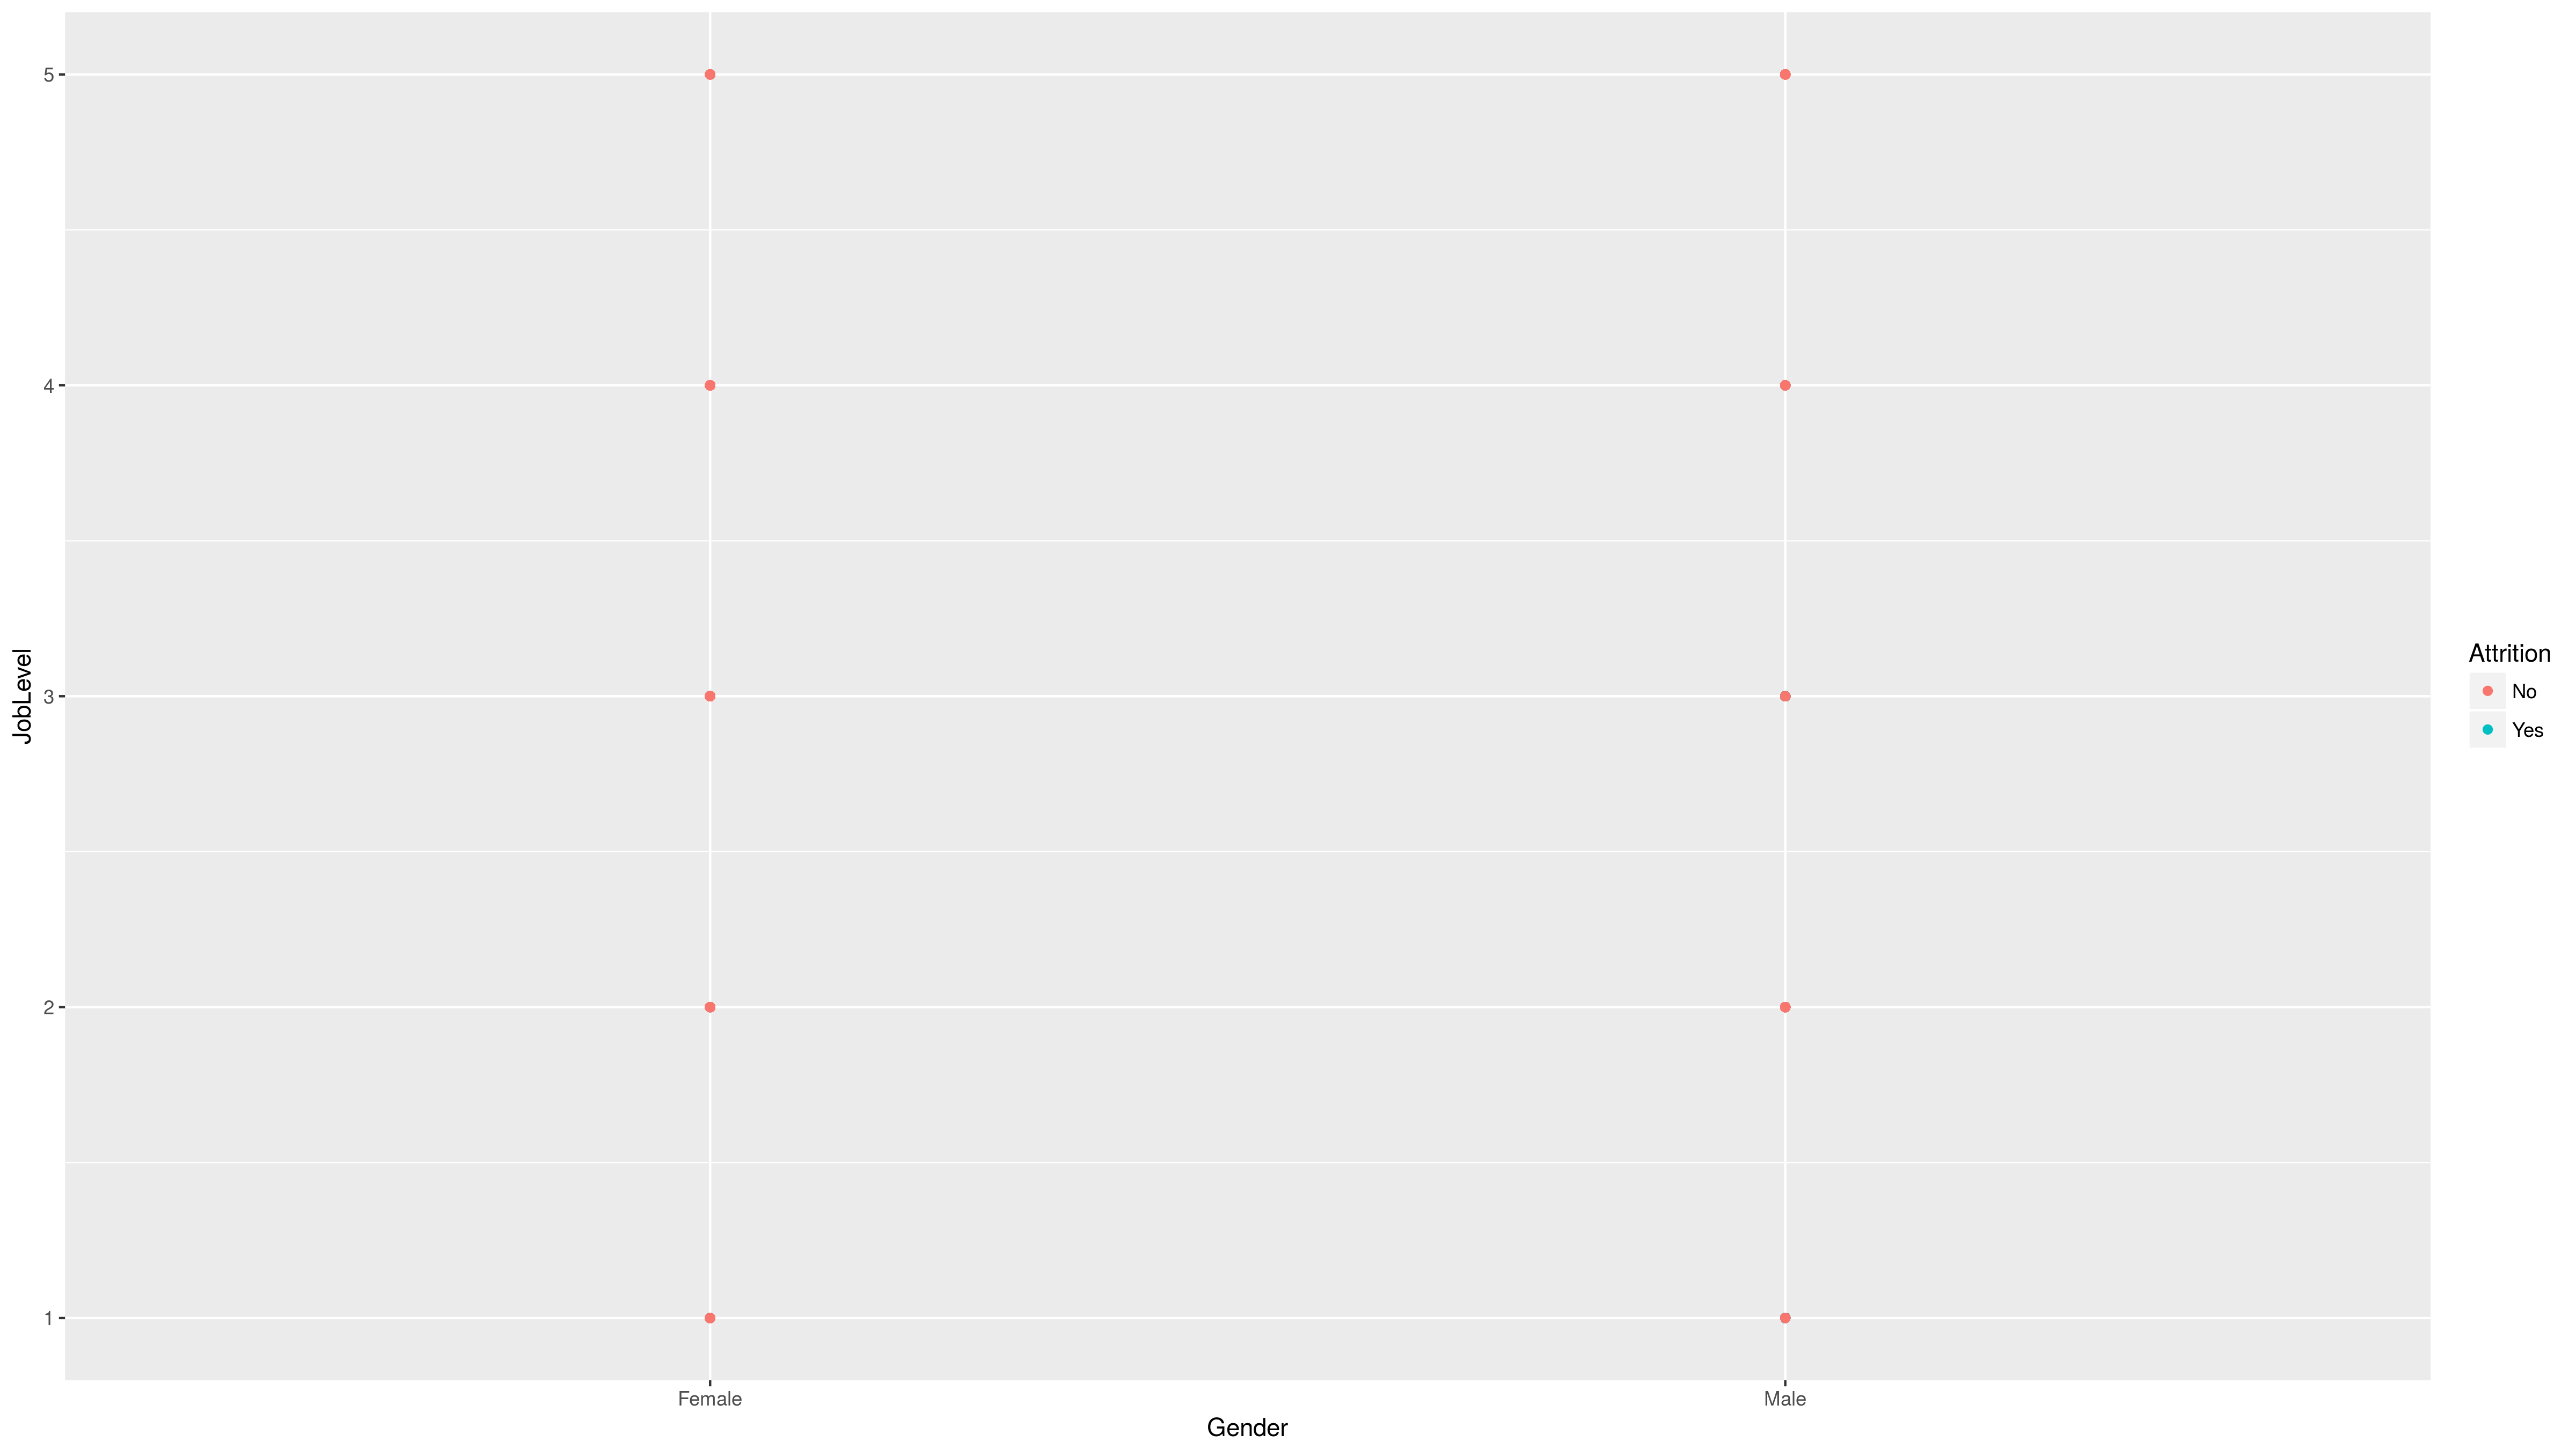 5
4
3
2
1
JobLevel
Female
Male
Gender
Attrition
No
Yes